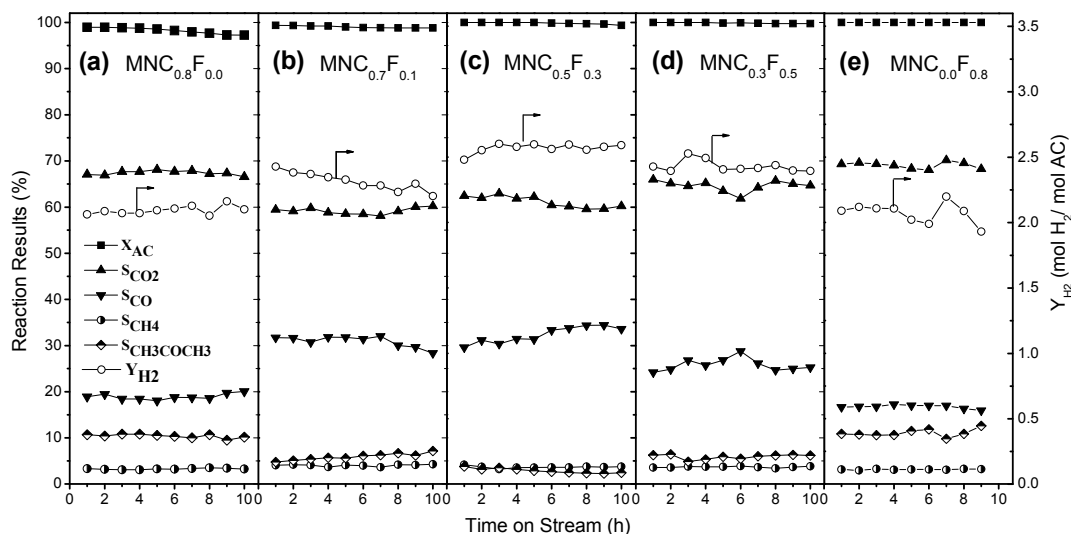 (a) MNC0.8F0.0
(b) MNC0.7F0.1
(c) MNC0.5F0.3
(d) MNC0.3F0.5
(e) MNC0.0F0.8
XAC
SCO2
SCO
SCH4
SCH3COCH3
YH2
Reaction Results (%)
100
90
80
70
60
50
40
30
20
10
0
YH2 (mol H2/ mol AC)
3.5
3.0
2.5
2.0
1.5
1.0
0.5
0.0
0 2 4 6 8 100 2 4 6 8 100 2 4 6 8 100 2 4 6 8 100 2 4 6 8 10
Time on Stream (h)